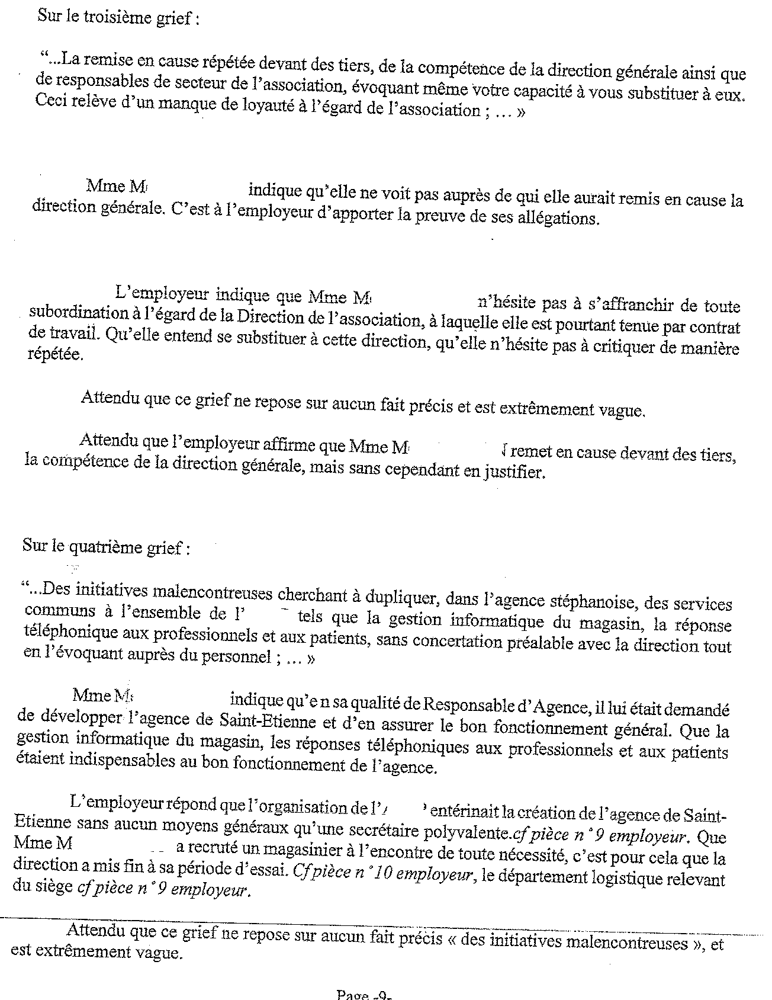 Sur le troisième grief :
“...La remise en cause répétée devant des tiers, de la compétence de la direction générale ainsi que
de responsables de secteur de l’association, évoquant même votre capacité à vous substituer à eux.
Ceci relève d’un manque de loyauté à l’égard de l’association ; ... »
Mme M indique qu’elle ne voit pas auprès de qui elle aurait remis en cause la
direction générale. C’est à l’employeur d’apporter la preuve de ses allégations.
L’employeur indique que Mme M n’hésite pas à s’affranchir de toute
subordination à l’égard de la Direction de l’association, à laquelle elle est pourtant tenue par contrat
de travail. Qu’elle entend se substituer à cette direction, qu’elle n’hésite pas à critiquer de manière
répétée.
Attendu que ce grief ne repose sur aucun fait précis et est extrêmement vague.
Attendu que l’employeur affirme que Mme M remet en cause devant des tiers,
la compétence de la direction générale, mais sans cependant en justifier.
Sur le quatrième grief :
“...Des initiatives malencontreuses cherchant à dupliquer, dans l’agence stéphanoise, des services
communs à l’ensemble de l’ tels que la gestion informatique du magasin, la réponse
téléphonique aux professionnels et aux patients, sans concertation préalable avec la direction tout
en l’évoquant auprès du personnel ; ... »
Mme M indique qu’e n sa qualité de Responsable d’Agence, il lui était demandé
de développer l’agence de Saint-Etienne et d’en assurer le bon fonctionnement général. Que la
gestion informatique du magasin, les réponses téléphoniques aux professionnels et aux patients
étaient indispensables au bon fonctionnement de l’agence.
L’employeur répond que l’organisation de l’ entérinait la création de l’agence de Saint-
Etienne sans aucun moyens généraux qu’une secrétaire polyvalente.cf pièce n°9 employeur. Que
Mme M a recruté un magasinier à l’encontre de toute nécessité, c’est pour cela que la
direction a mis fin à sa période d’essai. Cf pièce n°10 employeur, le département logistique relevant
du siège cf pièce n°9 employeur.
Attendu que ce grief ne repose sur aucun fait précis « des initiatives malencontreuses », et
est extrêmement vague.
Page -9-